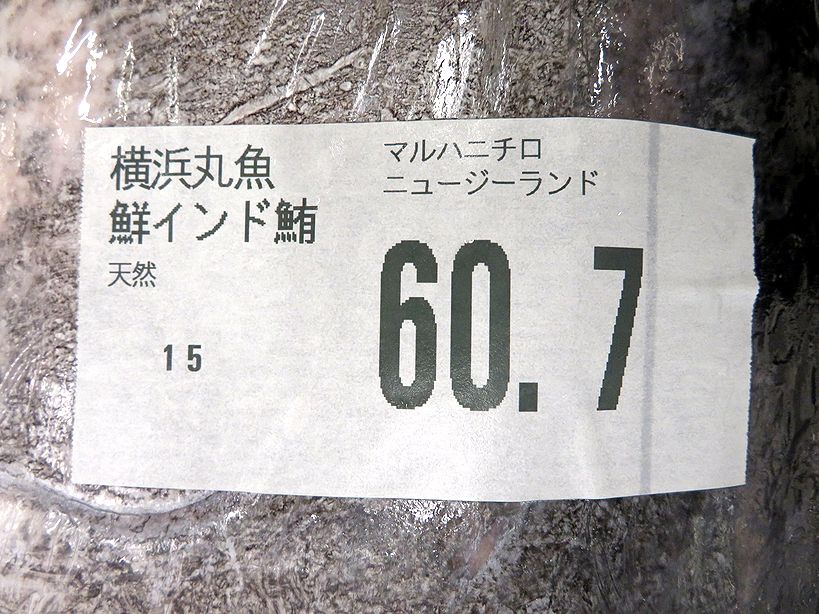 横浜丸魚
鮮インド鮪
天然
15
マルハニチロ
ニュージーランド
60.7